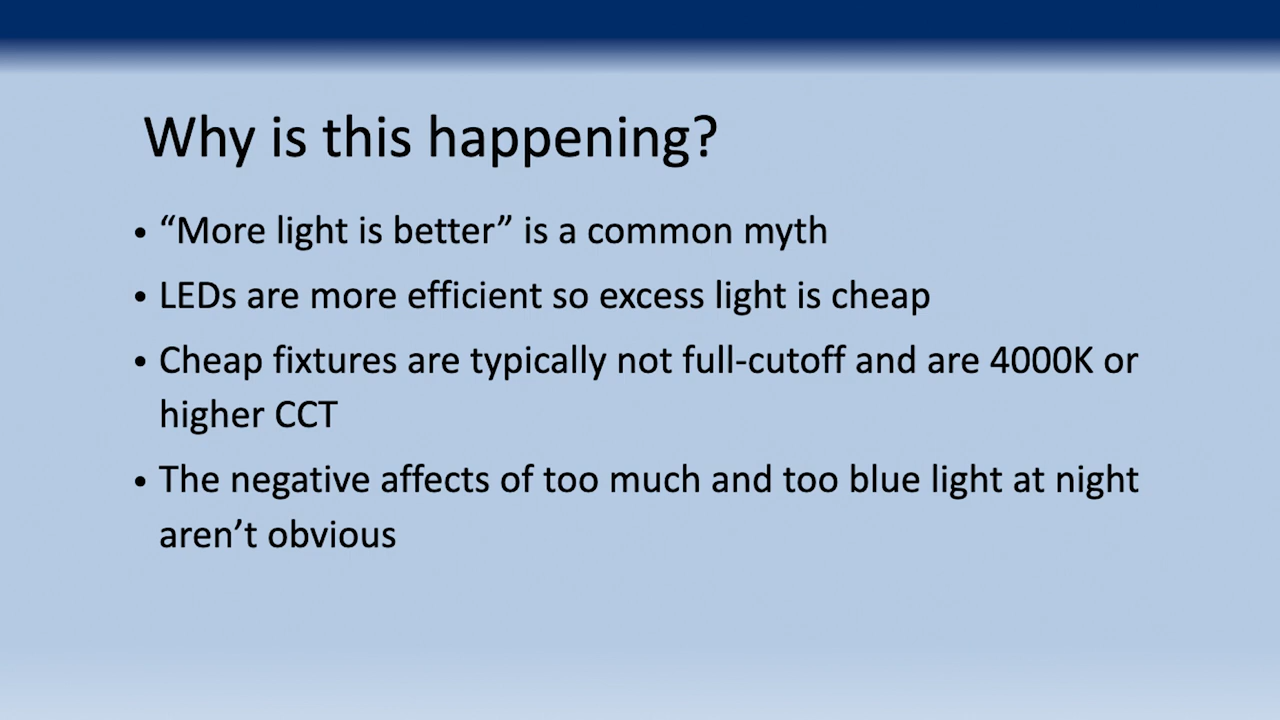 Why is this happening?
• “More light is better” is a common myth
• LEDs are more efficient so excess light is cheap
• Cheap fixtures are typically not full-cutoff and are 4000K or
higher CCT
• The negative affects of too much and too blue light at night
aren’t obvious